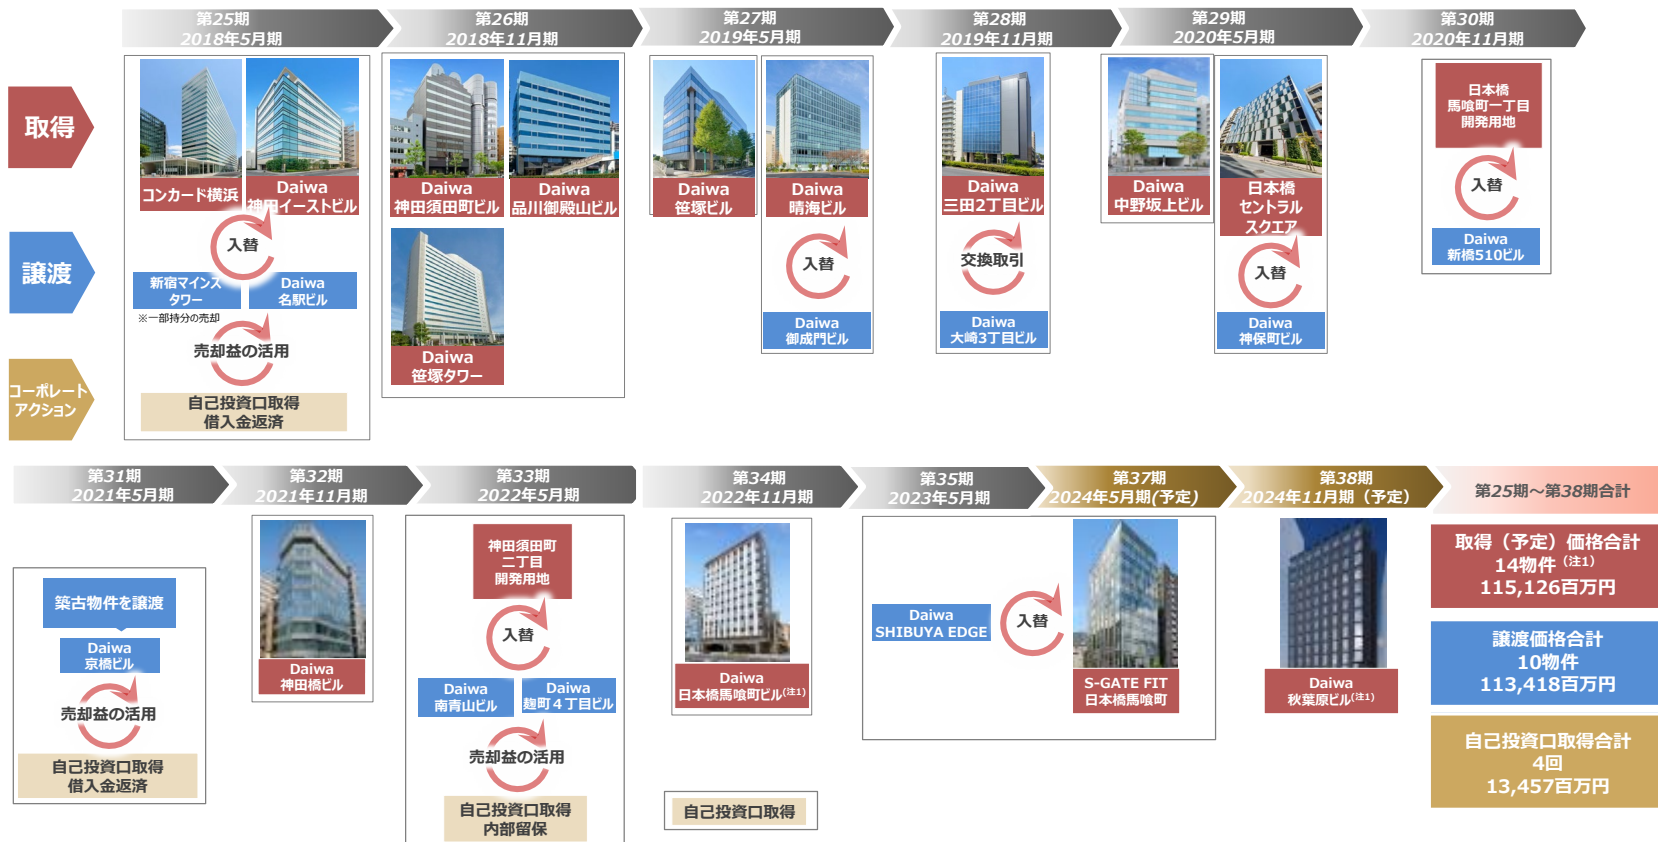 第25期
2018年5月期
第26期
2018年11月期
第27期
2019年5月期
第28期
2019年11月期
第29期
2020年5月期
第30期
2020年11月期
取得
譲渡
コーポレート
アクション
コンカード横浜
Daiwa
神田イーストビル
入替
新宿マインズ
タワー
Daiwa
名駅ビル
※一部持分の売却
売却益の活用
自己投資口取得
借入金返済
Daiwa
神田須田町ビル
Daiwa
品川御殿山ビル
Daiwa
笹塚タワー
Daiwa
笹塚ビル
Daiwa
晴海ビル
入替
Daiwa
御成門ビル
Daiwa
三田2丁目ビル
交換取引
Daiwa
大崎3丁目ビル
Daiwa
中野坂上ビル
日本橋
セントラル
スクエア
入替
Daiwa
神保町ビル
日本橋
馬喰町一丁目
開発用地
入替
Daiwa
新橋510ビル
第31期
2021年5月期
第32期
2021年11月期
第33期
2022年5月期
第34期
2022年11月期
第35期
2023年5月期
第37期
2024年5月期(予定)
第38期
2024年11月期（予定）
第25期～第38期合計
築古物件を譲渡
Daiwa
京橋ビル
売却益の活用
自己投資口取得
借入金返済
Daiwa
神田橋ビル
神田須田町
二丁目
開発用地
入替
Daiwa
南青山ビル
Daiwa
麹町４丁目ビル
売却益の活用
自己投資口取得
内部留保
Daiwa
日本橋馬喰町ビル(注1)
自己投資口取得
Daiwa
SHIBUYA EDGE
入替
S-GATE FIT
日本橋馬喰町
Daiwa
秋葉原ビル(注1)
取得（予定）価格合計
14物件 (注1)
115,126百万円
譲渡価格合計
10物件
113,418百万円
自己投資口取得合計
4回
13,457百万円